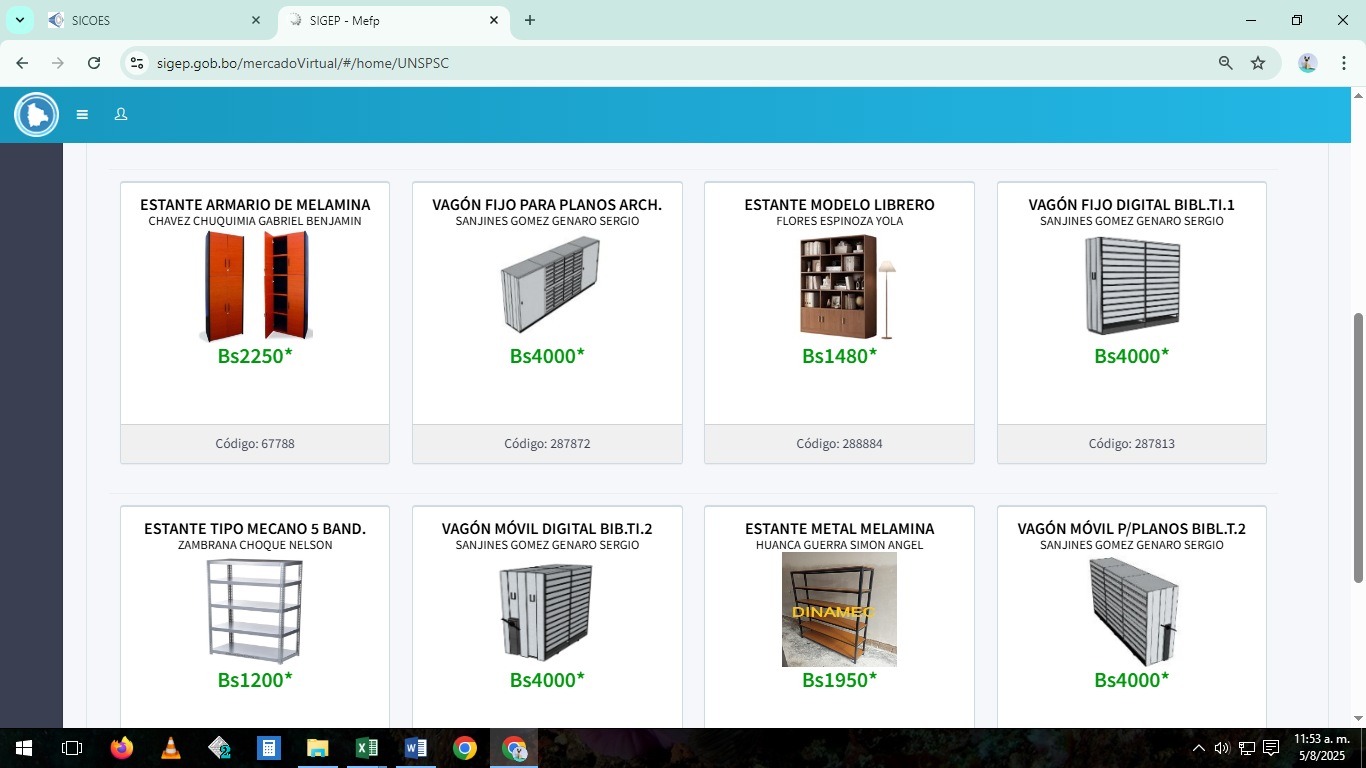 SICOES
SIGEP - Mefp
sigep.gob.bo/mercadoVirtual/#/home/UNSPSC
ESTANTE ARMARIO DE MELAMINA
CHAVEZ CHUQUIMIA GABRIEL BENJAMIN
Bs2250*
Código: 67788
VAGÓN FIJO PARA PLANOS ARCH.
SANJINES GOMEZ GENARO SERGIO
Bs4000*
Código: 287872
ESTANTE MODELO LIBRERO
FLORES ESPINOZA YOLA
Bs1480*
Código: 288884
VAGÓN FIJO DIGITAL BIBL.TI.1
SANJINES GOMEZ GENARO SERGIO
Bs4000*
Código: 287813
ESTANTE TIPO MECANO 5 BAND.
ZAMBRANA CHOQUE NELSON
Bs1200*
VAGÓN MÓVIL DIGITAL BIB.TI.2
SANJINES GOMEZ GENARO SERGIO
Bs4000*
ESTANTE METAL MELAMINA
HUANCA GUERRA SIMON ANGEL
DINAMEC
Bs1950*
VAGÓN MÓVIL P/PLANOS BIBL.T.2
SANJINES GOMEZ GENARO SERGIO
Bs4000*
11:53 a. m.
5/8/2025